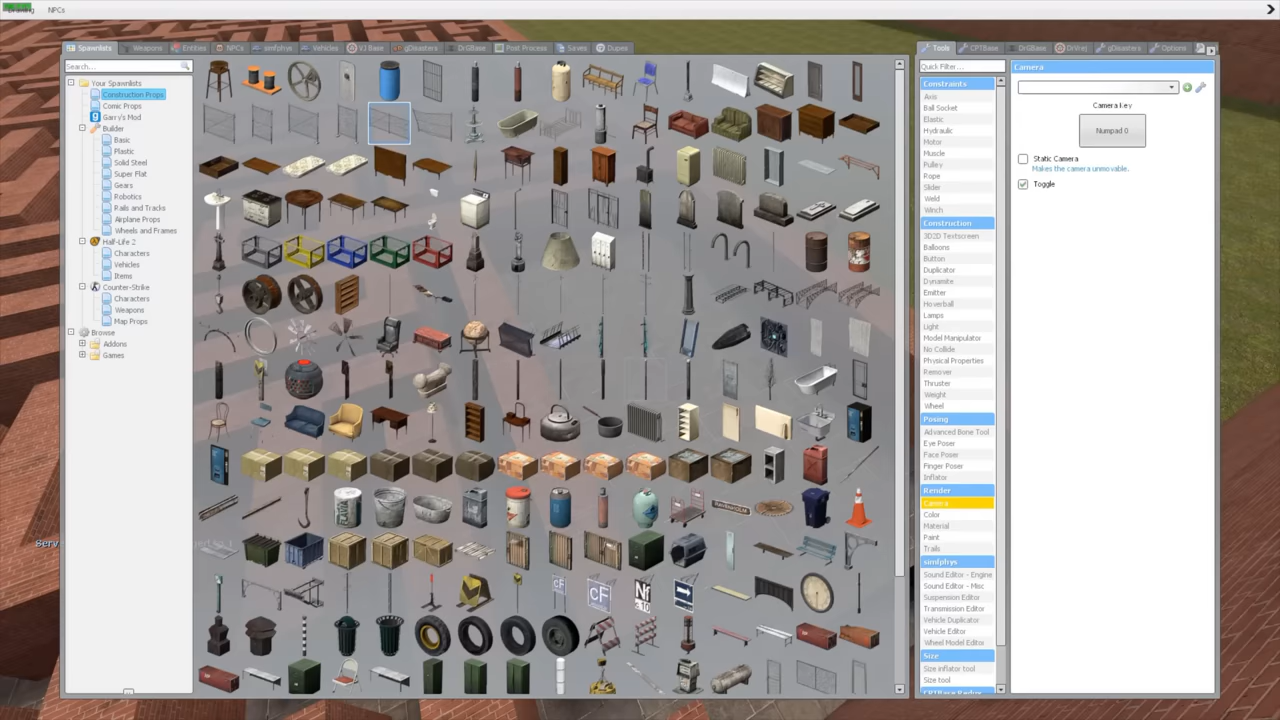 Drawing NPCs
Spawnlists Weapons Entities NPCs simfphys Vehicles VJ Base gDisasters DrGBase Post Process Saves Dupes
Tools CPTBase DrGBase gDisasters Options
Search...
Your Spawnlists
Construction Props
Comic Props
Garry's Mod
Builder
Basic
Plastic
Solid Steel
Super Flat
Gears
Robotics
Rails and Tracks
Airplane Props
Wheels and Frames
Half-Life 2
Characters
Vehicles
Items
Counter-Strike
Characters
Weapons
Map Props
Browse
Addons
Games
Serv
Quick Filter...
Constraints
Axis
Ball Socket
Elastic
Hydraulic
Motor
Muscle
Pulley
Rope
Slider
Weld
Winch
Construction
3D2D Textscreen
Balloons
Button
Duplicator
Dynamite
Emitter
Hoverball
Lamps
Light
Model Manipulator
No Collide
Physical Properties
Remover
Thruster
Weight
Wheel
Posing
Advanced Bone Tool
Eye Poser
Face Poser
Finger Poser
Inflator
Render
Camera
Color
Material
Paint
Trails
simfphys
Sound Editor - Engine
Sound Editor - Misc
Suspension Editor
Transmission Editor
Vehicle Duplicator
Vehicle Editor
Wheel Model Editor
Size
Size inflator tool
Size tool
Camera
Camera Key
Numpad 0
Static Camera
Makes the camera unmovable.
Toggle